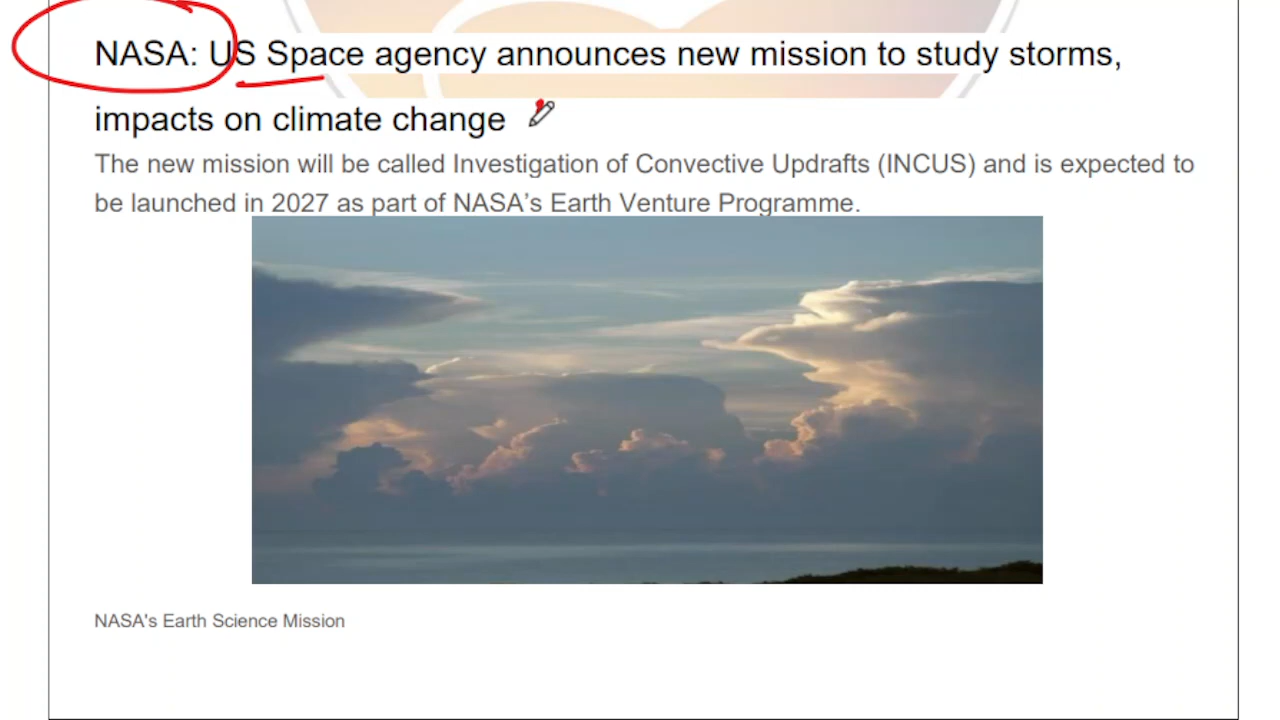 NASA: US Space agency announces new mission to study storms,
impacts on climate change
The new mission will be called Investigation of Convective Updrafts (INCUS) and is expected to
be launched in 2027 as part of NASA’s Earth Venture Programme.
NASA's Earth Science Mission